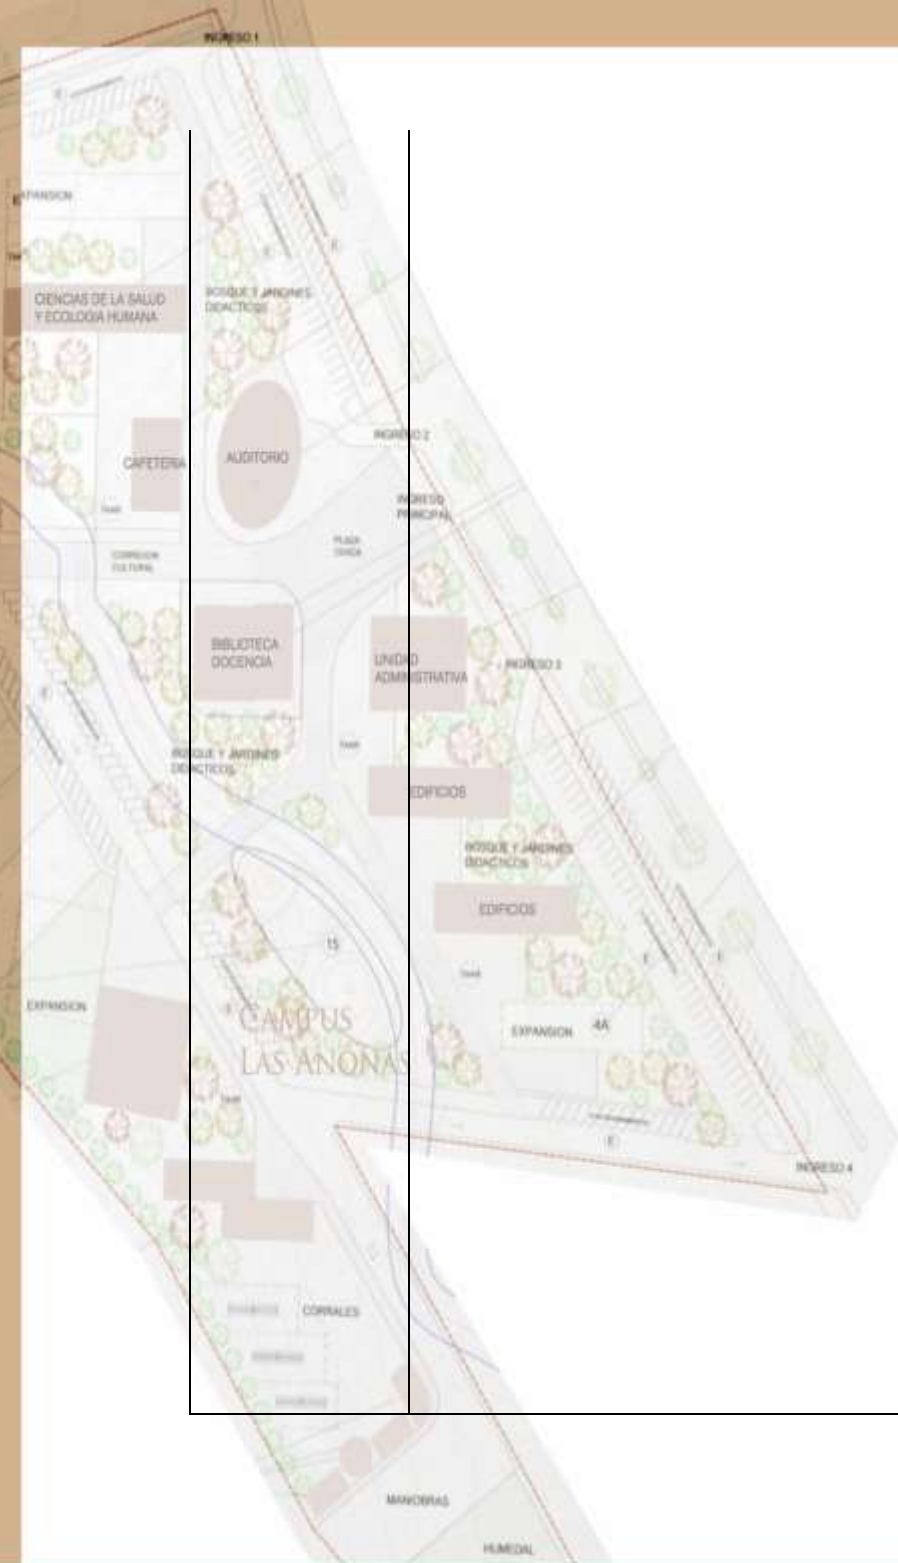 INGRESO 1
EXPANSION
CIENCIAS DE LA SALUD
Y ECOLOGIA HUMANA
BOSQUE Y JARDINES
DIDACTICOS
CAFETERIA
AUDITORIO
INGRESO 2
INGRESO
PRINCIPAL
PLAZA
CIVICA
CORREDOR
CULTURAL
BIBLIOTECA
DOCENCIA
UNIDAD
ADMINISTRATIVA
INGRESO 3
BOSQUE Y JARDINES
DIDACTICOS
EDIFICIOS
BOSQUE Y JARDINES
DIDACTICOS
EDIFICIOS
15
EXPANSION
CAMPUS
LAS ANONAS
EXPANSION
4A
INGRESO 4
CORRALES
MANIOBRAS
HUMEDAL